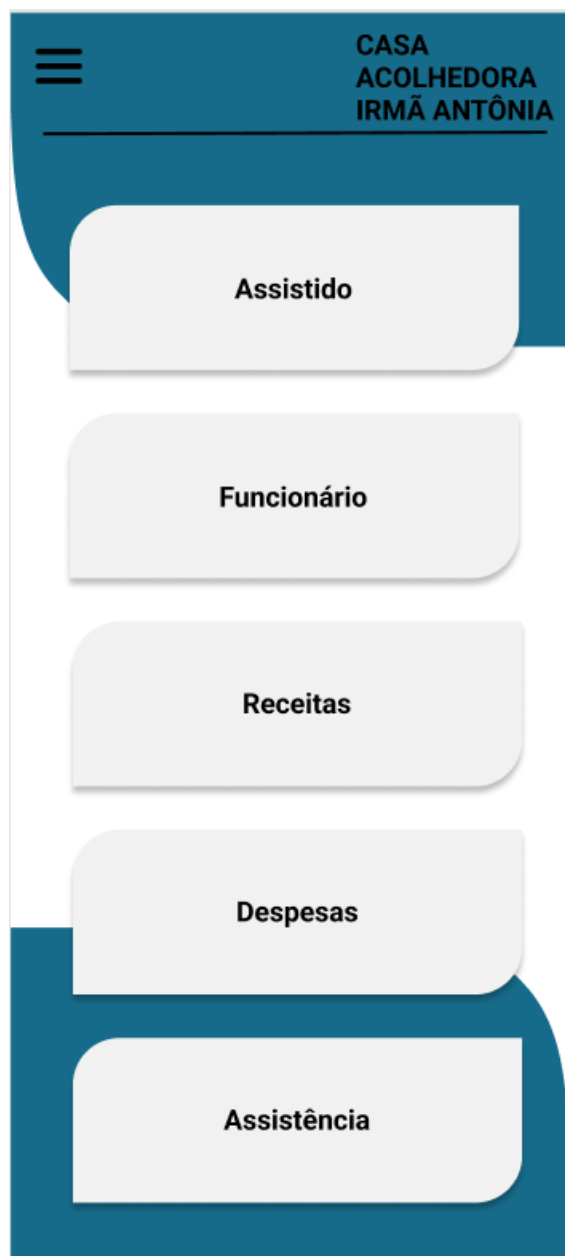 CASA
ACOLHEDORA
IRMÃ ANTÔNIA
Assistido
Funcionário
Receitas
Despesas
Assistência